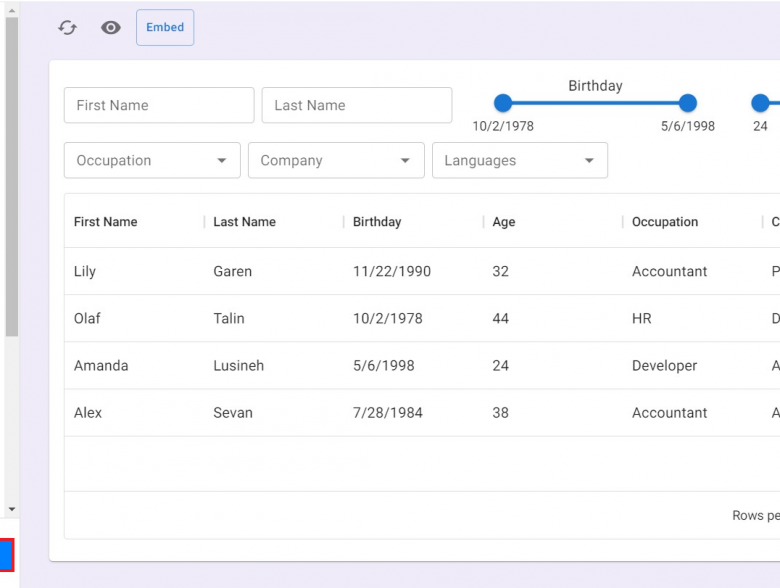 Embed
Birthday
First Name Last Name
10/2/1978 5/6/1998 24
Occupation Company Languages
First Name Last Name Birthday Age Occupation C
Lily Garen 11/22/1990 32 Accountant P
Olaf Talin 10/2/1978 44 HR D
Amanda Lusineh 5/6/1998 24 Developer A
Alex Sevan 7/28/1984 38 Accountant A
Rows pe